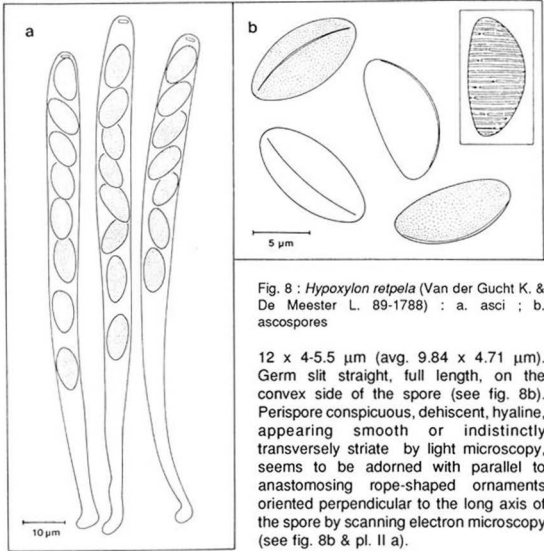 a
10 µm
b
5 µm
Fig. 8 : Hypoxylon retpela (Van der Gucht K. &
De Meester L. 89-1788) : a. asci ; b.
ascospores
12 x 4-5.5 µm (avg. 9.84 x 4.71 µm).
Germ slit straight, full length, on the
convex side of the spore (see fig. 8b).
Perispore conspicuous, dehiscent, hyaline,
appearing smooth or indistinctly
transversely striate by light microscopy,
seems to be adorned with parallel to
anastomosing rope-shaped ornaments
oriented perpendicular to the long axis of
the spore by scanning electron microscopy
(see fig. 8b & pl. II a).